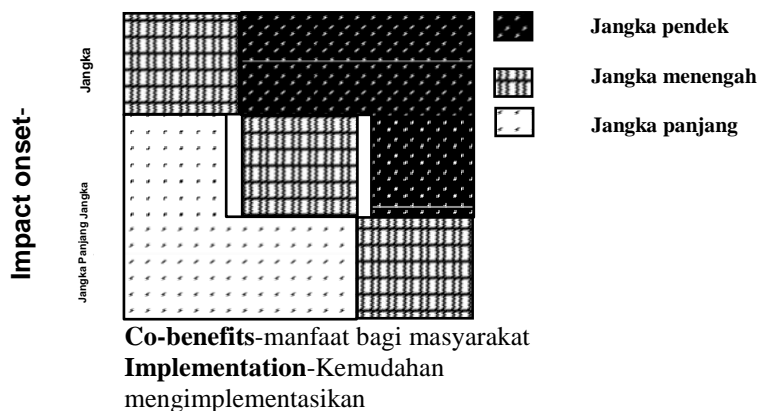 Impact onset-
Jangka
Jangka Panjang Jangka
Jangka pendek
Jangka menengah
Jangka panjang
Co-benefits-manfaat bagi masyarakat
Implementation-Kemudahan
mengimplementasikan